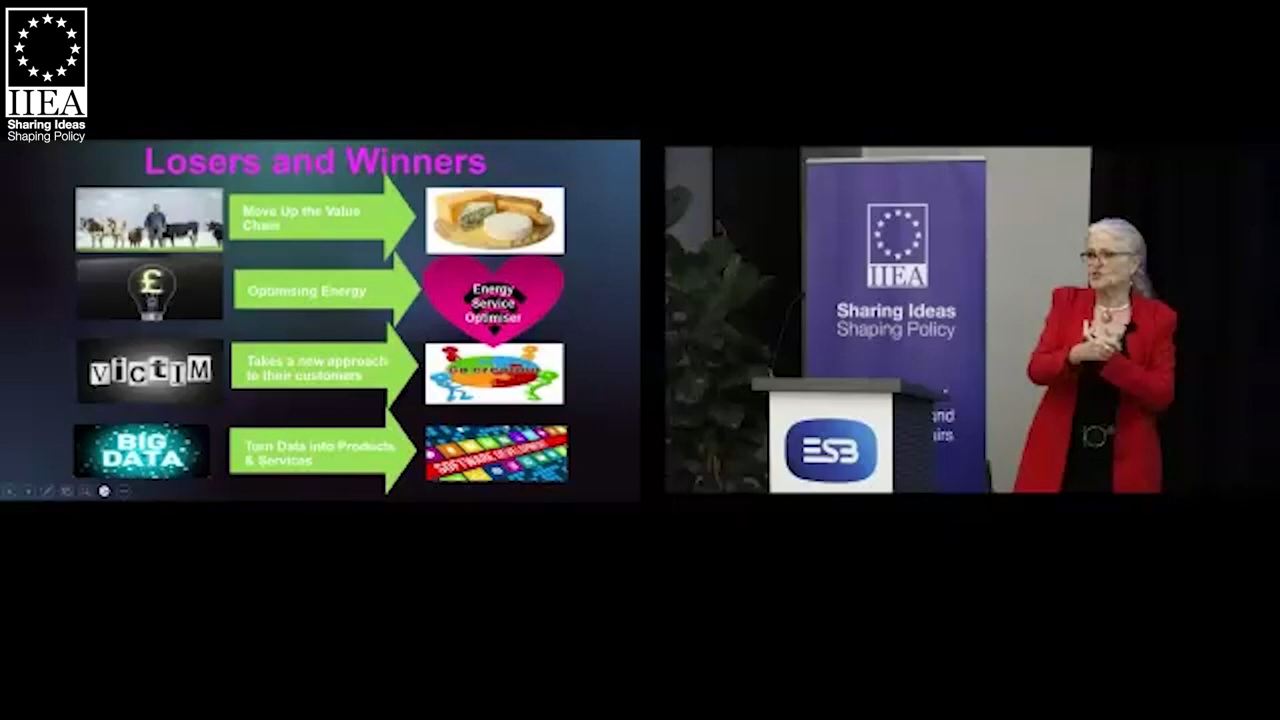 IIEA
Sharing Ideas
Shaping Policy
Losers and Winners
Move Up the Value
Chain
£
Optimising Energy
Energy
Service
Optimiser
VICTIM
Takes a new approach
to their customers
Co-creation
BIG
DATA
Turn Data into Products
& Services
SOFTWARE DEVELOPMENT
IIEA
Sharing Ideas
Shaping Policy
ESB